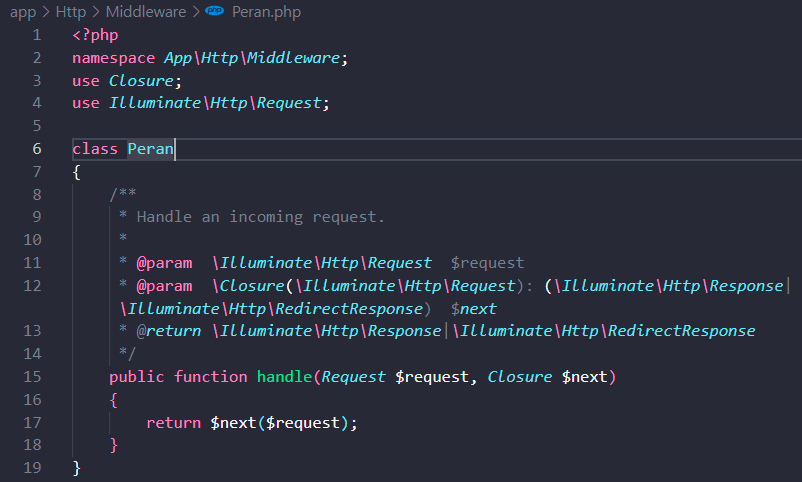 app > Http > Middleware > php Peran.php
1 <?php
2 namespace App\Http\Middleware;
3 use Closure;
4 use Illuminate\Http\Request;
5
6 class Peran
7 {
8 /**
9 * Handle an incoming request.
10 *
11 * @param  \Illuminate\Http\Request  $request
12 * @param  \Closure(\Illuminate\Http\Request): (\Illuminate\Http\Response|
\Illuminate\Http\RedirectResponse)  $next
13 * @return \Illuminate\Http\Response|\Illuminate\Http\RedirectResponse
14 */
15 public function handle(Request $request, Closure $next)
16 {
17 return $next($request);
18 }
19 }